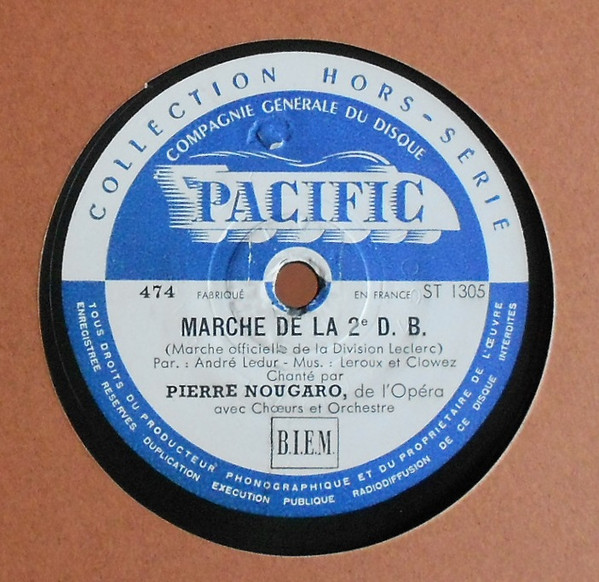 COLLECTION HORS-SÉRIE
COMPAGNIE GÉNÉRALE DU DISQUE
PACIFIC
474 FABRIQUÉ EN FRANCE ST 1305
MARCHE DE LA 2e D. B.
(Marche officielle de la Division Leclerc)
Par. : André Ledur - Mus. : Leroux et Clowez
Chanté par
PIERRE NOUGARO, de l'Opéra
avec Chœurs et Orchestre
B.I.E.M.
TOUS DROITS DU PRODUCTEUR PHONOGRAPHIQUE ET DU PROPRIÉTAIRE DE L'ŒUVRE
ENREGISTRÉE RÉSERVÉS DUPLICATION EXÉCUTION PUBLIQUE RADIODIFFUSION DE CE DISQUE INTERDITES